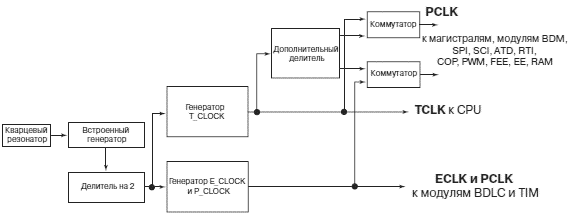 Кварцевый
резонатор
Встроенный
генератор
Делитель на 2
Генератор
T_CLOCK
Генератор E_CLOCK
и P_CLOCK
Дополнительный
делитель
Коммутатор
Коммутатор
PCLK
к магистралям, модулям BDM,
SPI, SCI, ATD, RTI,
COP, PWM, FEE, EE, RAM
TCLK к CPU
ECLK и PCLK
к модулям BDLC и TIM